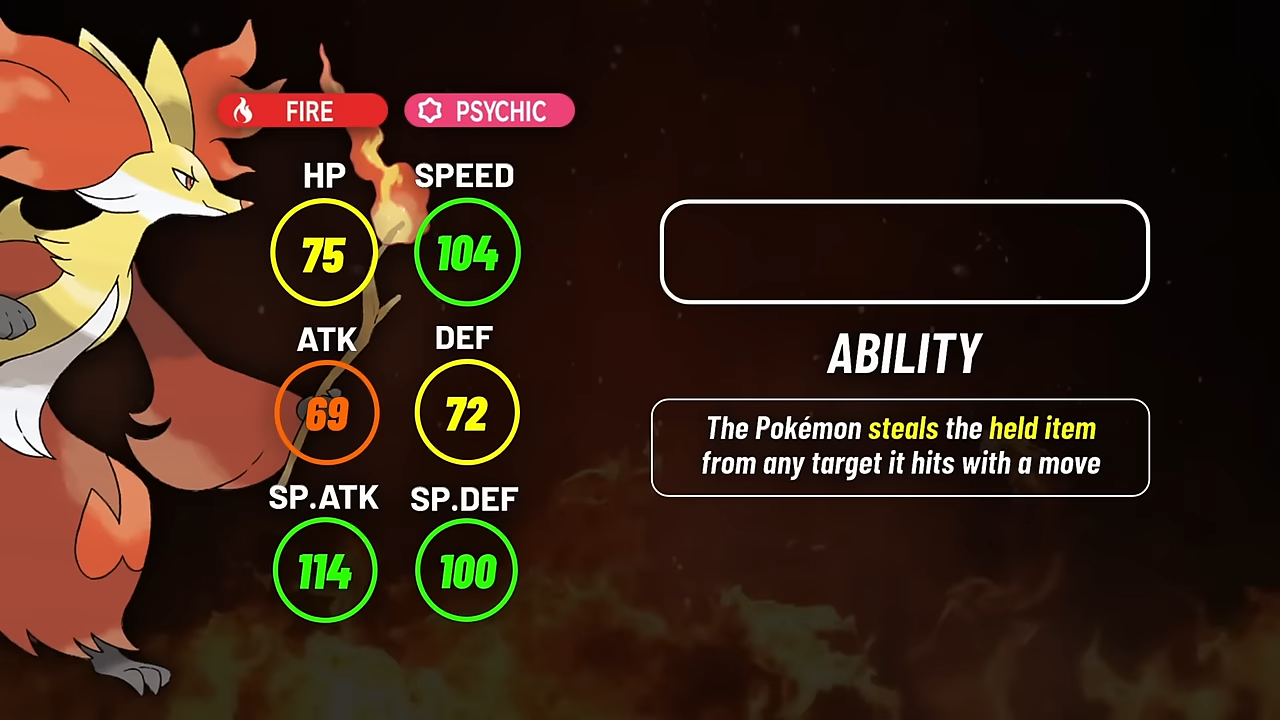 FIRE PSYCHIC
HP SPEED
75 104
ATK DEF
69 72
SP.ATK SP.DEF
114 100
ABILITY
The Pokémon steals the held item
from any target it hits with a move